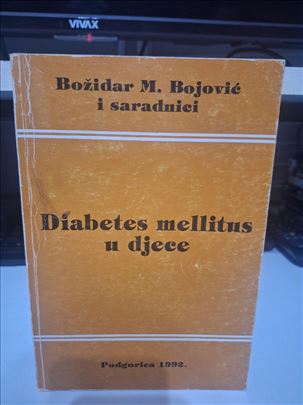 VIVAX
Božidar M. Bojović
i saradnici
Diabetes mellitus
u djece
Podgorica 1992.